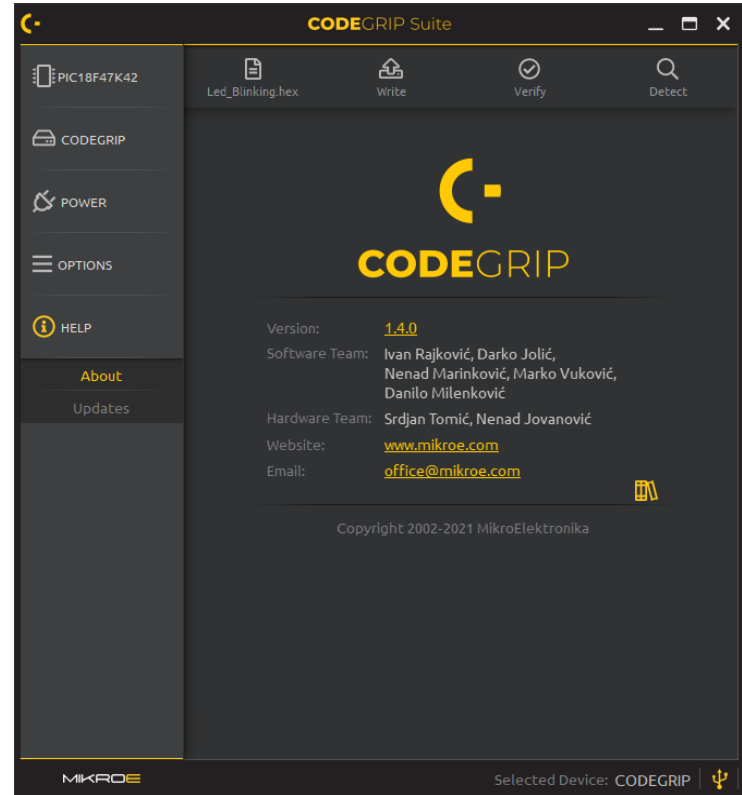 CODEGRIP Suite
PIC18F47K42
CODEGRIP
POWER
OPTIONS
HELP
About
Updates
Led_Blinking.hex
Write
Verify
Detect
CODEGRIP
Version: 1.4.0
Software Team: Ivan Rajković, Darko Jolić,
Nenad Marinković, Marko Vuković,
Danilo Milenković
Hardware Team: Srdjan Tomić, Nenad Jovanović
Website: www.mikroe.com
Email: office@mikroe.com
Copyright 2002-2021 MikroElektronika
MIKROE
Selected Device: CODEGRIP